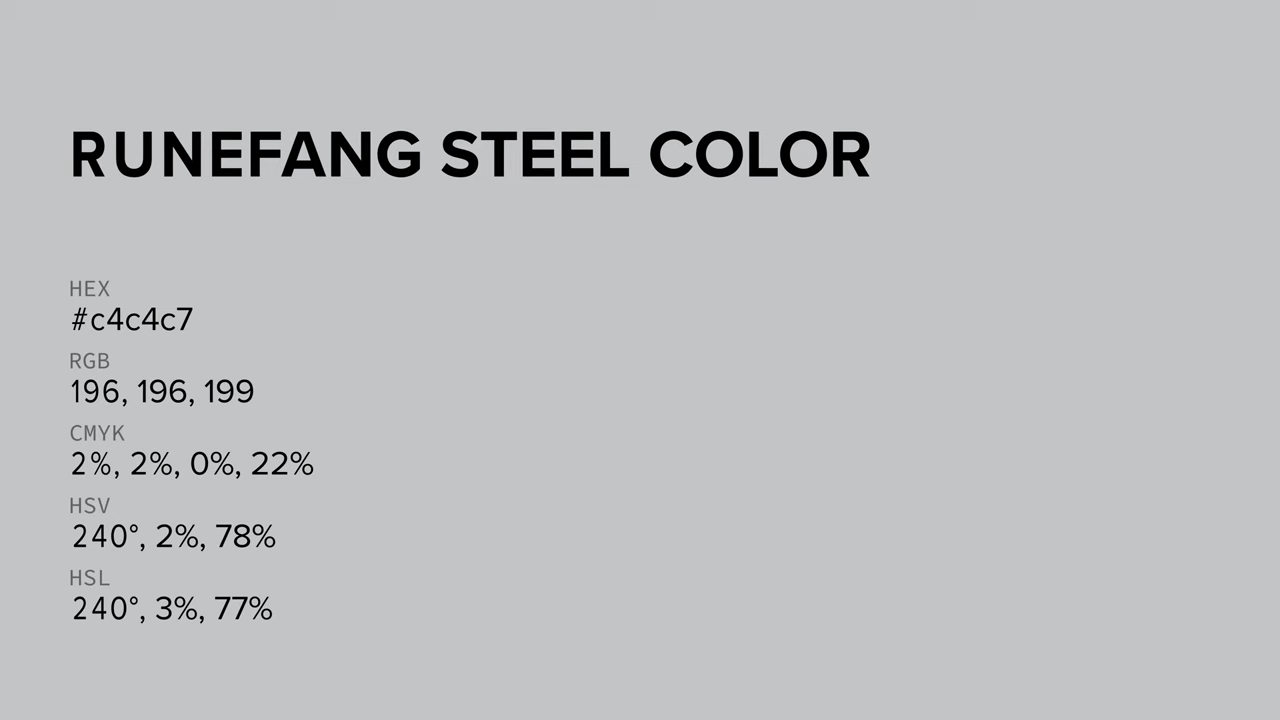 RUNEFANG STEEL COLOR
HEX
#c4c4c7
RGB
196, 196, 199
CMYK
2%, 2%, 0%, 22%
HSV
240°, 2%, 78%
HSL
240°, 3%, 77%